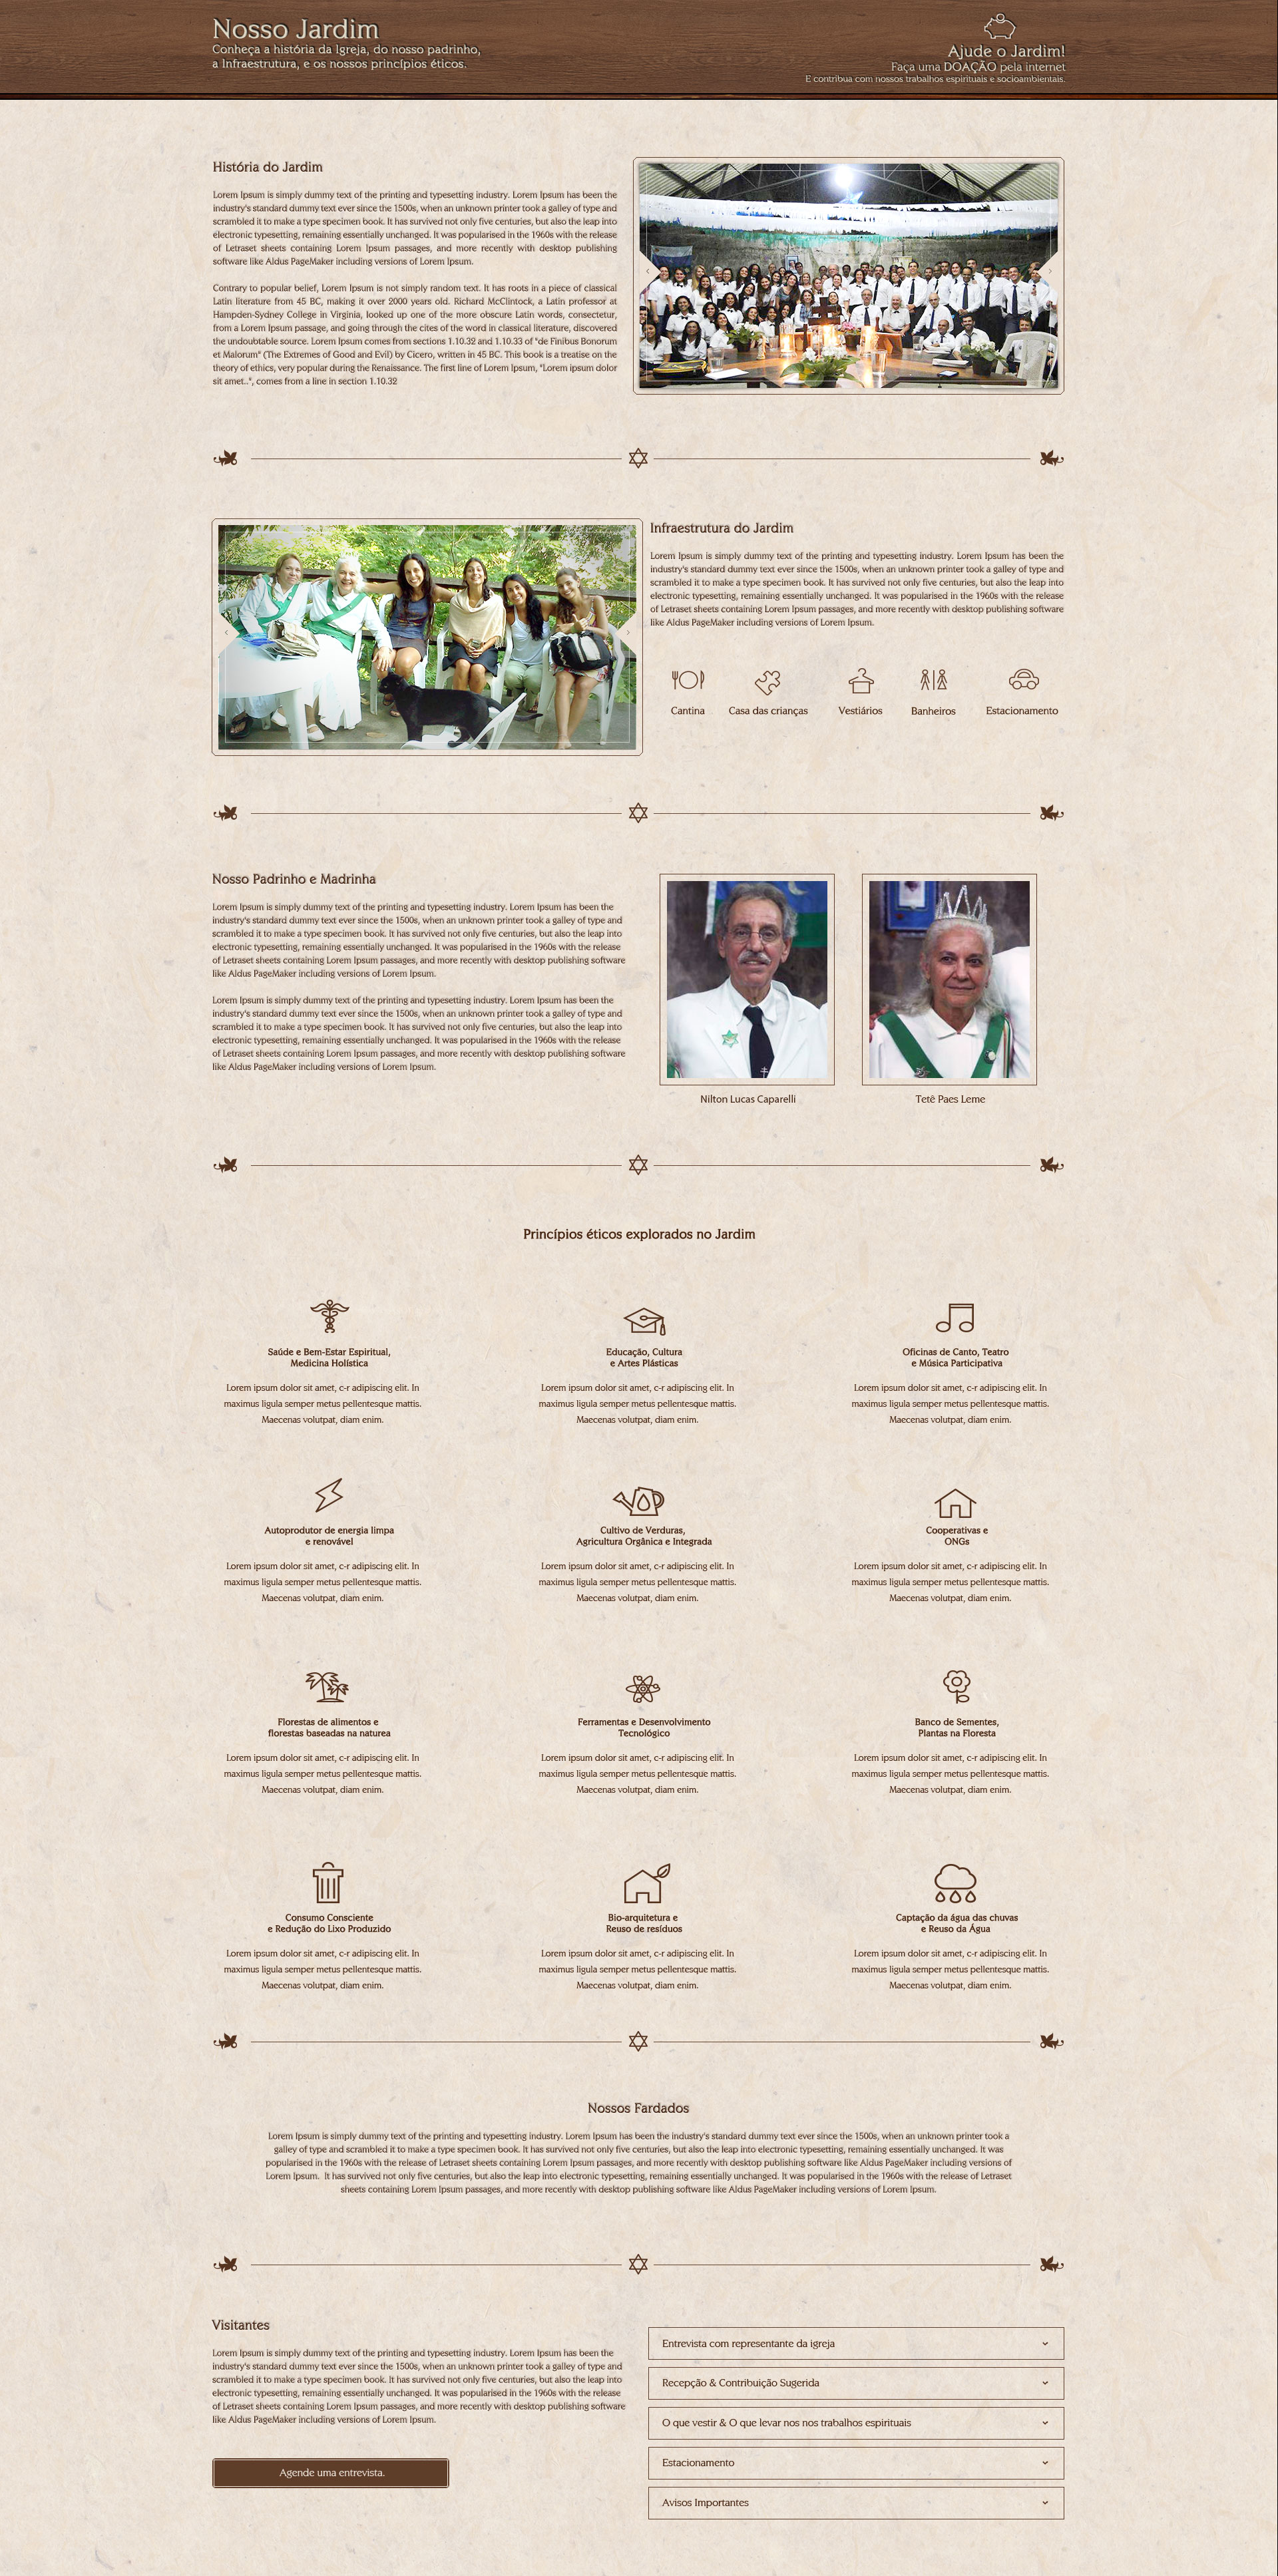 Nosso Jardim
Conheça a história da Igreja, do nosso padrinho,
a Infraestrutura, e os nossos princípios éticos.
Ajude o Jardim!
Faça uma DOAÇÃO pela internet
E contribua com nossos trabalhos espirituais e socioambientais.
História do Jardim
Lorem Ipsum is simply dummy text of the printing and typesetting industry. Lorem Ipsum has been the
industry's standard dummy text ever since the 1500s, when an unknown printer took a galley of type and
scrambled it to make a type specimen book. It has survived not only five centuries, but also the leap into
electronic typesetting, remaining essentially unchanged. It was popularised in the 1960s with the release
of Letraset sheets containing Lorem Ipsum passages, and more recently with desktop publishing
software like Aldus PageMaker including versions of Lorem Ipsum.
Contrary to popular belief, Lorem Ipsum is not simply random text. It has roots in a piece of classical
Latin literature from 45 BC, making it over 2000 years old. Richard McClintock, a Latin professor at
Hampden-Sydney College in Virginia, looked up one of the more obscure Latin words, consectetur,
from a Lorem Ipsum passage, and going through the cites of the word in classical literature, discovered
the undoubtable source. Lorem Ipsum comes from sections 1.10.32 and 1.10.33 of "de Finibus Bonorum
et Malorum" (The Extremes of Good and Evil) by Cicero, written in 45 BC. This book is a treatise on the
theory of ethics, very popular during the Renaissance. The first line of Lorem Ipsum, "Lorem ipsum dolor
sit amet..", comes from a line in section 1.10.32
Infraestrutura do Jardim
Lorem Ipsum is simply dummy text of the printing and typesetting industry. Lorem Ipsum has been the
industry's standard dummy text ever since the 1500s, when an unknown printer took a galley of type and
scrambled it to make a type specimen book. It has survived not only five centuries, but also the leap into
electronic typesetting, remaining essentially unchanged. It was popularised in the 1960s with the release
of Letraset sheets containing Lorem Ipsum passages, and more recently with desktop publishing software
like Aldus PageMaker including versions of Lorem Ipsum.
Cantina
Casa das crianças
Vestiários
Banheiros
Estacionamento
Nosso Padrinho e Madrinha
Lorem Ipsum is simply dummy text of the printing and typesetting industry. Lorem Ipsum has been the
industry's standard dummy text ever since the 1500s, when an unknown printer took a galley of type and
scrambled it to make a type specimen book. It has survived not only five centuries, but also the leap into
electronic typesetting, remaining essentially unchanged. It was popularised in the 1960s with the release
of Letraset sheets containing Lorem Ipsum passages, and more recently with desktop publishing software
like Aldus PageMaker including versions of Lorem Ipsum.
Lorem Ipsum is simply dummy text of the printing and typesetting industry. Lorem Ipsum has been the
industry's standard dummy text ever since the 1500s, when an unknown printer took a galley of type and
scrambled it to make a type specimen book. It has survived not only five centuries, but also the leap into
electronic typesetting, remaining essentially unchanged. It was popularised in the 1960s with the release
of Letraset sheets containing Lorem Ipsum passages, and more recently with desktop publishing software
like Aldus PageMaker including versions of Lorem Ipsum.
Nilton Lucas Caparelli
Tetê Paes Leme
Princípios éticos explorados no Jardim
Saúde e Bem-Estar Espiritual,
Medicina Holística
Lorem ipsum dolor sit amet, c-r adipiscing elit. In
maximus ligula semper metus pellentesque mattis.
Maecenas volutpat, diam enim.
Educação, Cultura
e Artes Plásticas
Lorem ipsum dolor sit amet, c-r adipiscing elit. In
maximus ligula semper metus pellentesque mattis.
Maecenas volutpat, diam enim.
Oficinas de Canto, Teatro
e Música Participativa
Lorem ipsum dolor sit amet, c-r adipiscing elit. In
maximus ligula semper metus pellentesque mattis.
Maecenas volutpat, diam enim.
Autoprodutor de energia limpa
e renovável
Lorem ipsum dolor sit amet, c-r adipiscing elit. In
maximus ligula semper metus pellentesque mattis.
Maecenas volutpat, diam enim.
Cultivo de Verduras,
Agricultura Orgânica e Integrada
Lorem ipsum dolor sit amet, c-r adipiscing elit. In
maximus ligula semper metus pellentesque mattis.
Maecenas volutpat, diam enim.
Cooperativas e
ONGs
Lorem ipsum dolor sit amet, c-r adipiscing elit. In
maximus ligula semper metus pellentesque mattis.
Maecenas volutpat, diam enim.
Florestas de alimentos e
florestas baseadas na naturea
Lorem ipsum dolor sit amet, c-r adipiscing elit. In
maximus ligula semper metus pellentesque mattis.
Maecenas volutpat, diam enim.
Ferramentas e Desenvolvimento
Tecnológico
Lorem ipsum dolor sit amet, c-r adipiscing elit. In
maximus ligula semper metus pellentesque mattis.
Maecenas volutpat, diam enim.
Banco de Sementes,
Plantas na Floresta
Lorem ipsum dolor sit amet, c-r adipiscing elit. In
maximus ligula semper metus pellentesque mattis.
Maecenas volutpat, diam enim.
Consumo Consciente
e Redução do Lixo Produzido
Lorem ipsum dolor sit amet, c-r adipiscing elit. In
maximus ligula semper metus pellentesque mattis.
Maecenas volutpat, diam enim.
Bio-arquitetura e
Reuso de resíduos
Lorem ipsum dolor sit amet, c-r adipiscing elit. In
maximus ligula semper metus pellentesque mattis.
Maecenas volutpat, diam enim.
Captação da água das chuvas
e Reuso da Água
Lorem ipsum dolor sit amet, c-r adipiscing elit. In
maximus ligula semper metus pellentesque mattis.
Maecenas volutpat, diam enim.
Nossos Fardados
Lorem Ipsum is simply dummy text of the printing and typesetting industry. Lorem Ipsum has been the industry's standard dummy text ever since the 1500s, when an unknown printer took a
galley of type and scrambled it to make a type specimen book. It has survived not only five centuries, but also the leap into electronic typesetting, remaining essentially unchanged. It was
popularised in the 1960s with the release of Letraset sheets containing Lorem Ipsum passages, and more recently with desktop publishing software like Aldus PageMaker including versions of
Lorem Ipsum. It has survived not only five centuries, but also the leap into electronic typesetting, remaining essentially unchanged. It was popularised in the 1960s with the release of Letraset
sheets containing Lorem Ipsum passages, and more recently with desktop publishing software like Aldus PageMaker including versions of Lorem Ipsum.
Visitantes
Lorem Ipsum is simply dummy text of the printing and typesetting industry. Lorem Ipsum has been the
industry's standard dummy text ever since the 1500s, when an unknown printer took a galley of type and
scrambled it to make a type specimen book. It has survived not only five centuries, but also the leap into
electronic typesetting, remaining essentially unchanged. It was popularised in the 1960s with the release
of Letraset sheets containing Lorem Ipsum passages, and more recently with desktop publishing software
like Aldus PageMaker including versions of Lorem Ipsum.
Agende uma entrevista.
Entrevista com representante da igreja
Recepção & Contribuição Sugerida
O que vestir & O que levar nos nos trabalhos espirituais
Estacionamento
Avisos Importantes